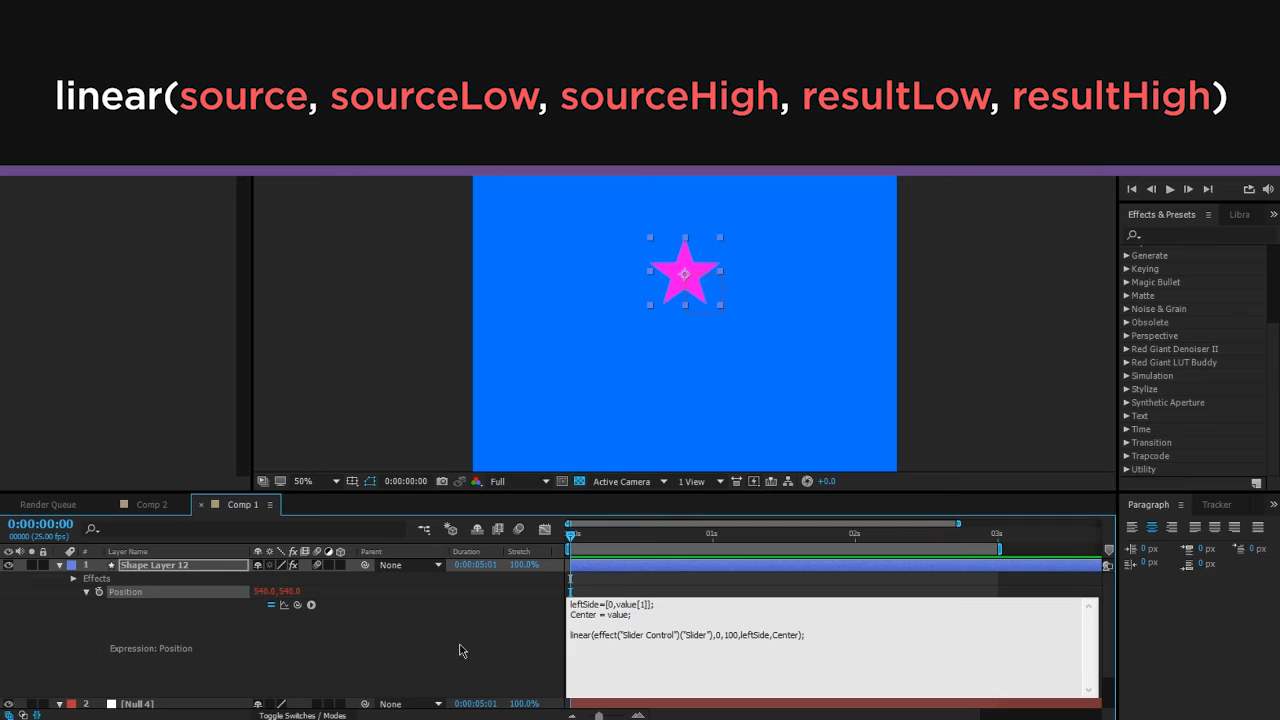 linear(source, sourceLow, sourceHigh, resultLow, resultHigh)
Effects & Presets
Libra
Generate
Keying
Magic Bullet
Matte
Noise & Grain
Obsolete
Perspective
Red Giant Denoiser II
Red Giant LUT Buddy
Simulation
Stylize
Synthetic Aperture
Text
Time
Transition
Trapcode
Utility
50%
0:00:00:00
Full
Active Camera
1 View
+0.0
Render Queue
Comp 2
Comp 1
Paragraph
Tracker
0:00:00:00
00000 (25.00 fps)
01s
02s
03s
0 px
0 px
0 px
0 px
0 px
# Layer Name
Parent
Duration
Stretch
1 Shape Layer 12
None
0:00:05:01
100.0%
Effects
Position
540.0,540.0
leftSide=[0,value[1]];
Center = value;
linear(effect("Slider Control")("Slider"),0,100,leftSide,Center);
Expression: Position
2 [Null 4]
None
0:00:05:01
100.0%
Toggle Switches / Modes